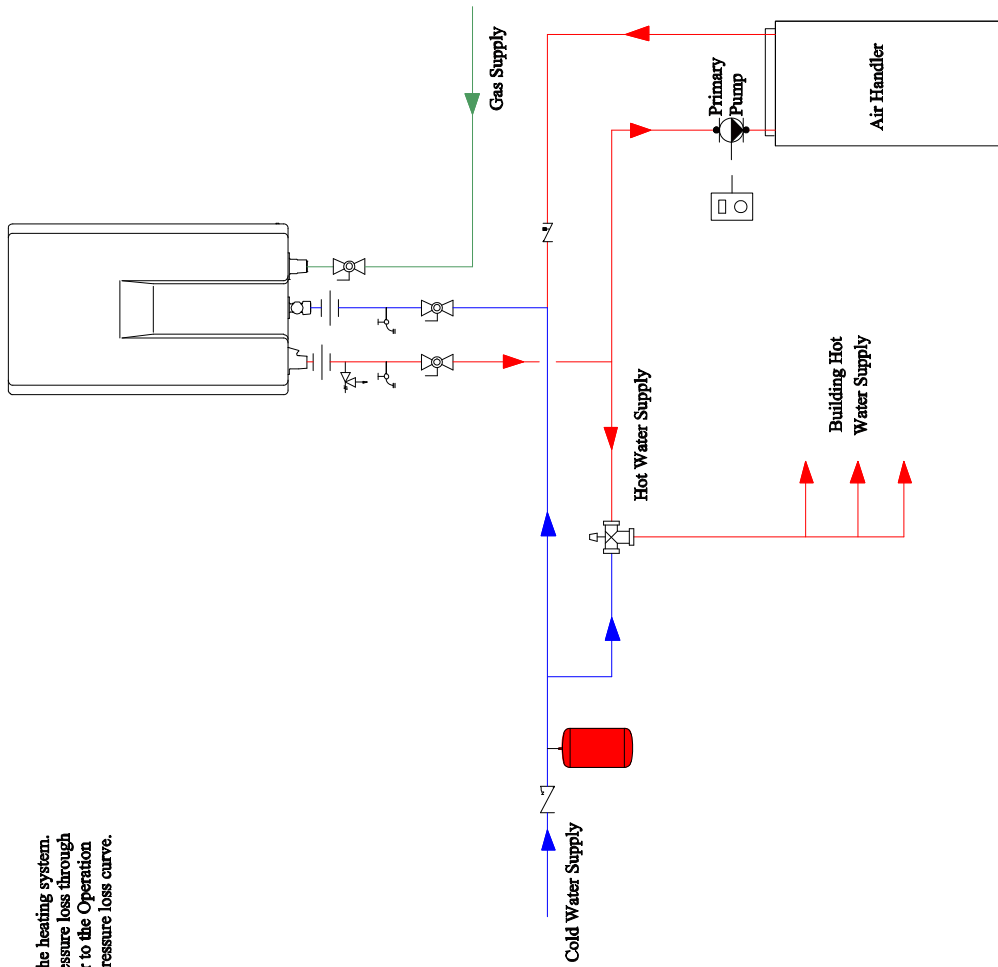 Gas Supply
Primary
Pump
Air Handler
Hot Water Supply
Building Hot
Water Supply
Cold Water Supply
he heating system.
essure loss through
r to the Operation
ressure loss curve.